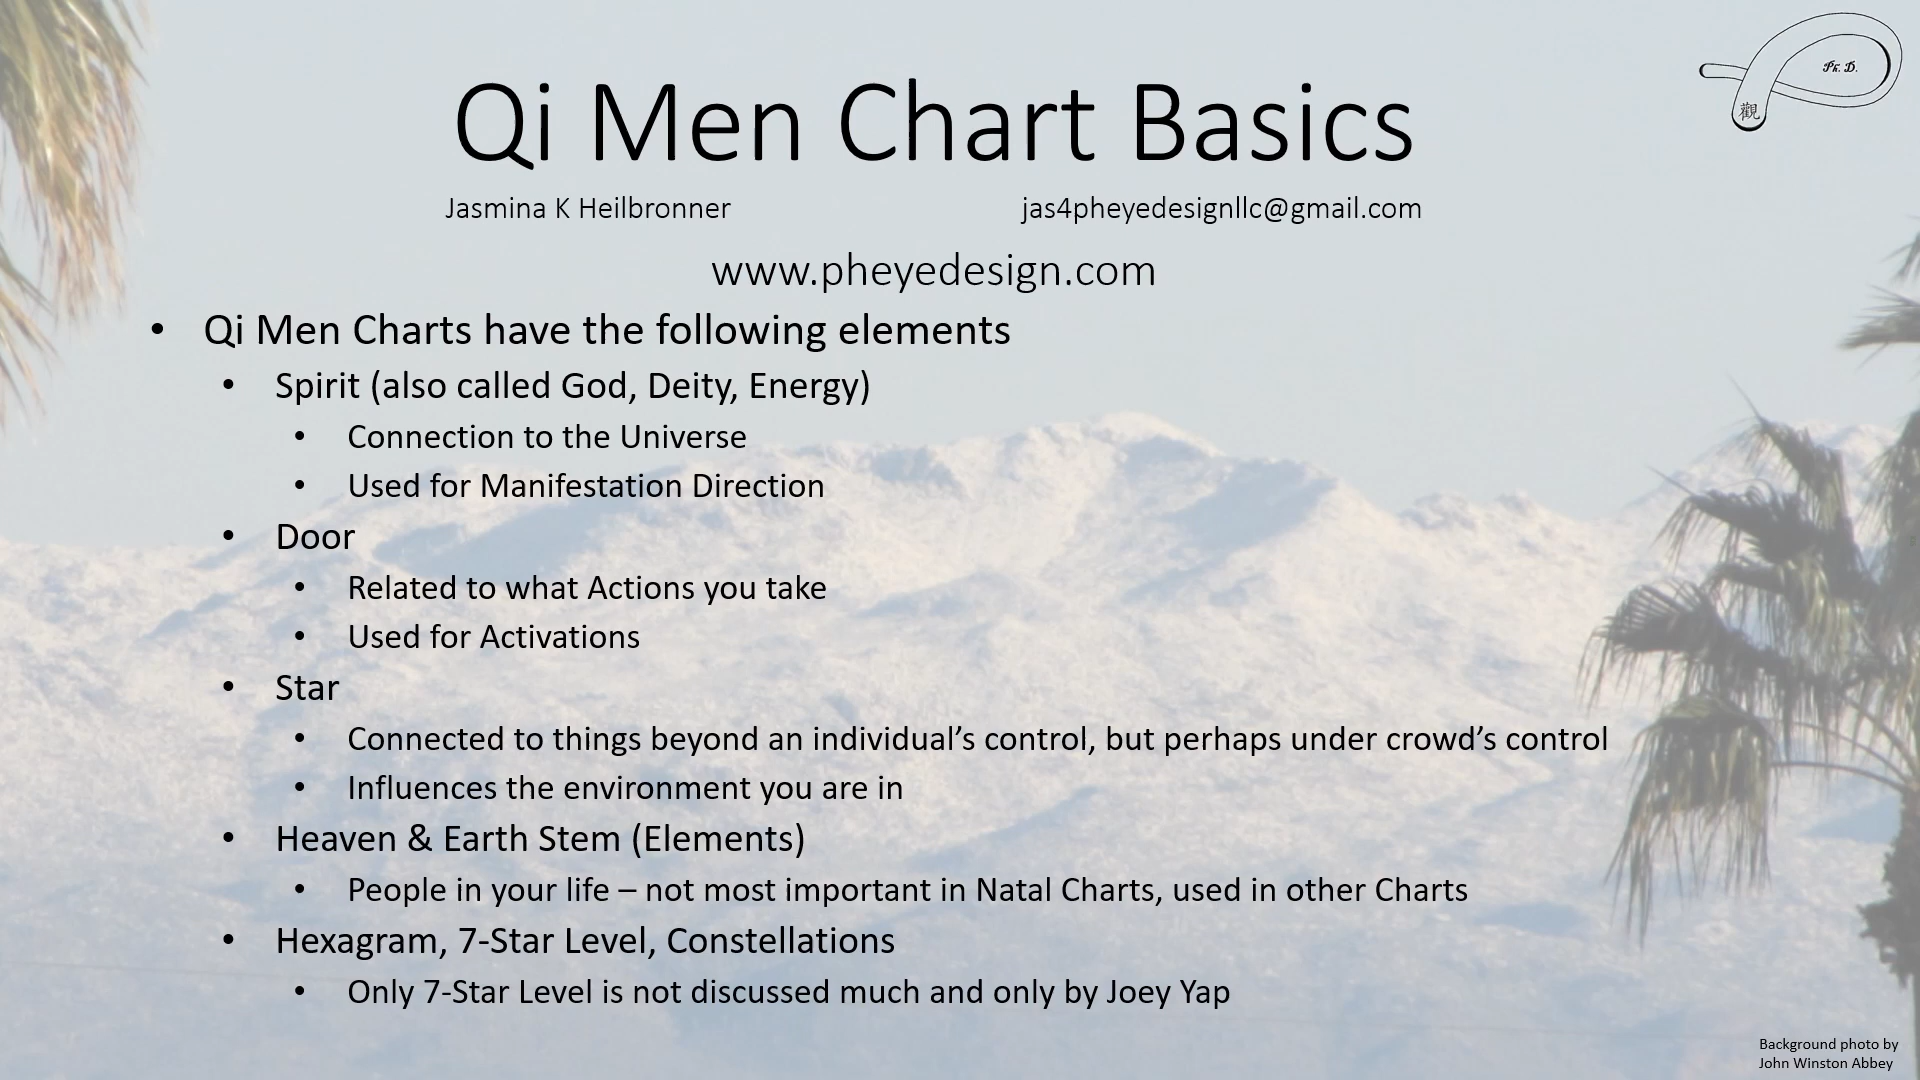 Ph. D.
觀
Qi Men Chart Basics
Jasmina K Heilbronner jas4pheyedesignllc@gmail.com
www.pheyedesign.com
• Qi Men Charts have the following elements
• Spirit (also called God, Deity, Energy)
• Connection to the Universe
• Used for Manifestation Direction
• Door
• Related to what Actions you take
• Used for Activations
• Star
• Connected to things beyond an individual’s control, but perhaps under crowd’s control
• Influences the environment you are in
• Heaven & Earth Stem (Elements)
• People in your life – not most important in Natal Charts, used in other Charts
• Hexagram, 7-Star Level, Constellations
• Only 7-Star Level is not discussed much and only by Joey Yap
Background photo by
John Winston Abbey